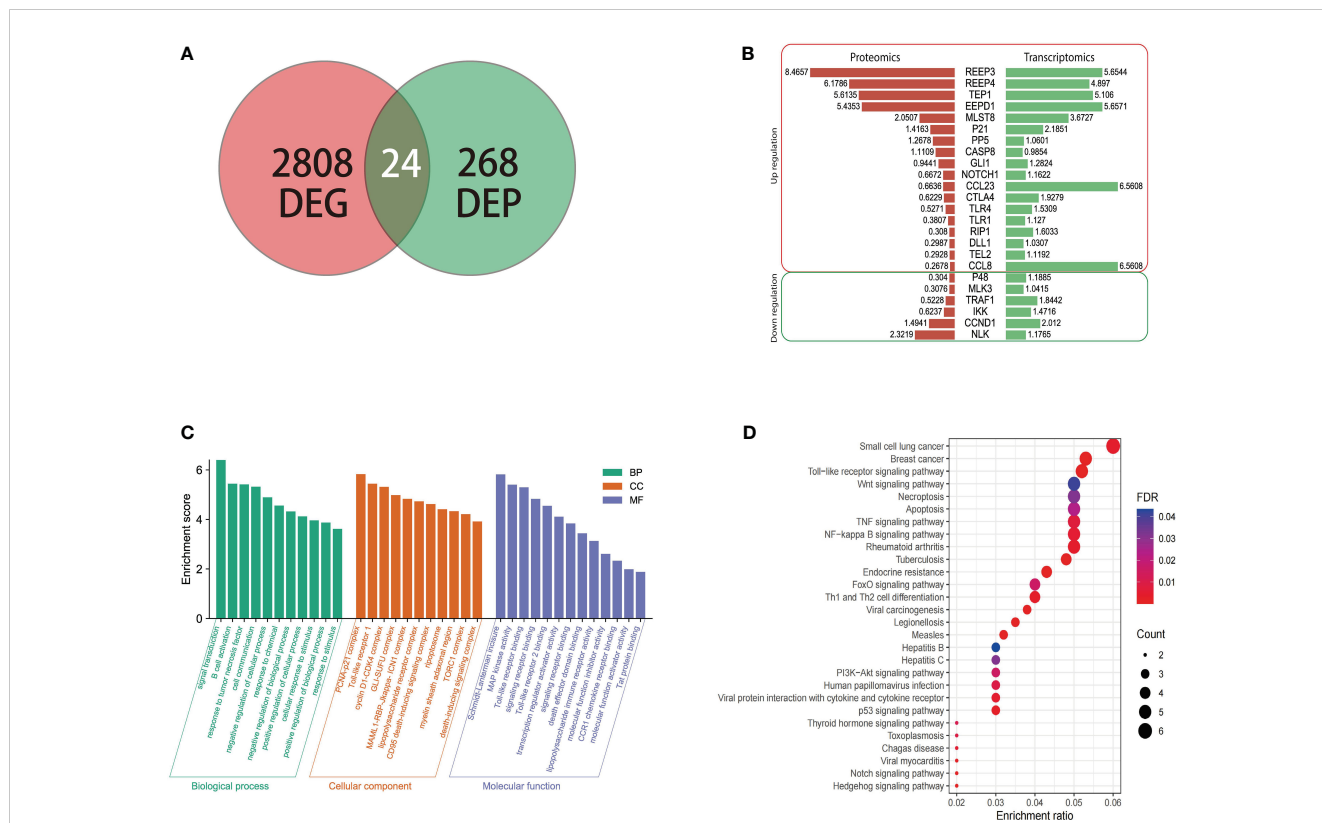 A
2808
DEG
24
268
DEP
B
Proteomics
Transcriptomics
Up regulation
8.4657 REEP3 5.6544
6.1786 REEP4 4.897
5.6135 TEP1 5.106
5.4353 EEPD1 5.6571
2.0507 MLST8 3.6727
1.4163 P21 2.1851
1.2678 PP5 1.0601
1.1109 CASP8 0.9854
0.9441 GLI1 1.2824
0.6672 NOTCH1 1.1622
0.6636 CCL23 6.5608
0.6229 CTLA4 1.9279
0.5271 TLR4 1.5309
0.3807 TLR1 1.127
0.308 RIP1 1.6033
0.2987 DLL1 1.0307
0.2928 TEL2 1.1192
0.2678 CCL8 6.5608
Down regulation
0.304 P48 1.1885
0.3076 MLK3 1.0415
0.5228 TRAF1 1.8442
0.6237 IKK 1.4716
1.4941 CCND1 2.012
2.3219 NLK 1.1765
C
Enrichment score
6
4
2
0
BP
CC
MF
signal transduction
B cell activation
response to tumor necrosis factor
cell communication
negative regulation of cellular process
response to chemical
negative regulation of biological process
positive regulation of cellular process
cellular response to stimulus
positive regulation of biological process
response to stimulus
PCNA-p21 complex
Toll-like receptor 1
cyclin D1-CDK4 complex
GLI-SUFU complex
MAML1-RBP-Jkappa- ICN1 complex
lipopolysaccharide receptor complex
CD95 death-inducing signaling complex
ripoptosome
myelin sheath adaxonal region
TORC1 complex
death-inducing signaling complex
Schmidt-Lanterman incisure
MAP kinase activity
Toll-like receptor binding
signaling receptor binding
Toll-like receptor 2 binding
transcription regulator activator activity
signaling receptor binding
death effector domain binding
lipopolysaccharide immune receptor activity
molecular function inhibitor activity
CCR1 chemokine receptor binding
molecular function activator activity
Tat protein binding
Biological process
Cellular component
Molecular function
D
Small cell lung cancer
Breast cancer
Toll−like receptor signaling pathway
Wnt signaling pathway
Necroptosis
Apoptosis
TNF signaling pathway
NF−kappa B signaling pathway
Rheumatoid arthritis
Tuberculosis
Endocrine resistance
FoxO signaling pathway
Th1 and Th2 cell differentiation
Viral carcinogenesis
Legionellosis
Measles
Hepatitis B
Hepatitis C
PI3K−Akt signaling pathway
Human papillomavirus infection
Viral protein interaction with cytokine and cytokine receptor
p53 signaling pathway
Thyroid hormone signaling pathway
Toxoplasmosis
Chagas disease
Viral myocarditis
Notch signaling pathway
Hedgehog signaling pathway
0.02 0.03 0.04 0.05 0.06
Enrichment ratio
FDR
0.04
0.03
0.02
0.01
Count
2
3
4
5
6